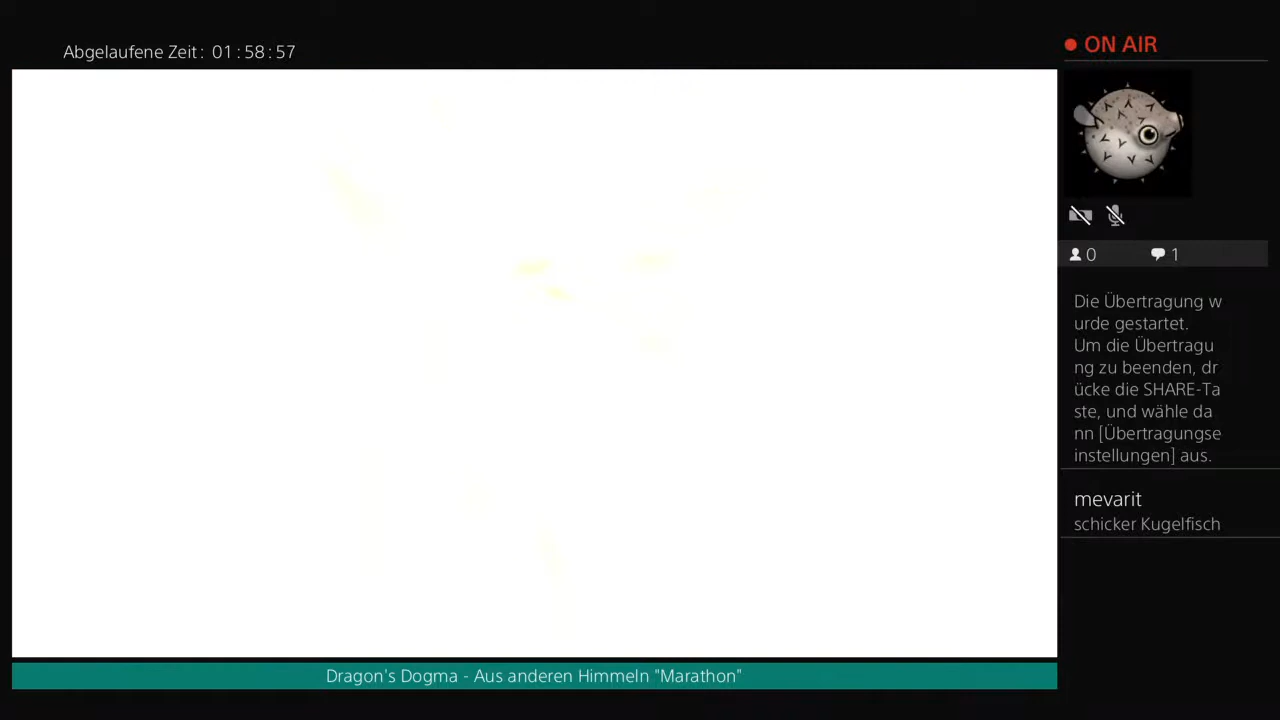 Abgelaufene Zeit: 01:58:57
ON AIR
0 1
Die Übertragung w
urde gestartet.
Um die Übertragu
ng zu beenden, dr
ücke die SHARE-Ta
ste, und wähle da
nn [Übertragungse
instellungen] aus.
mevarit
schicker Kugelfisch
Dragon's Dogma - Aus anderen Himmeln "Marathon"